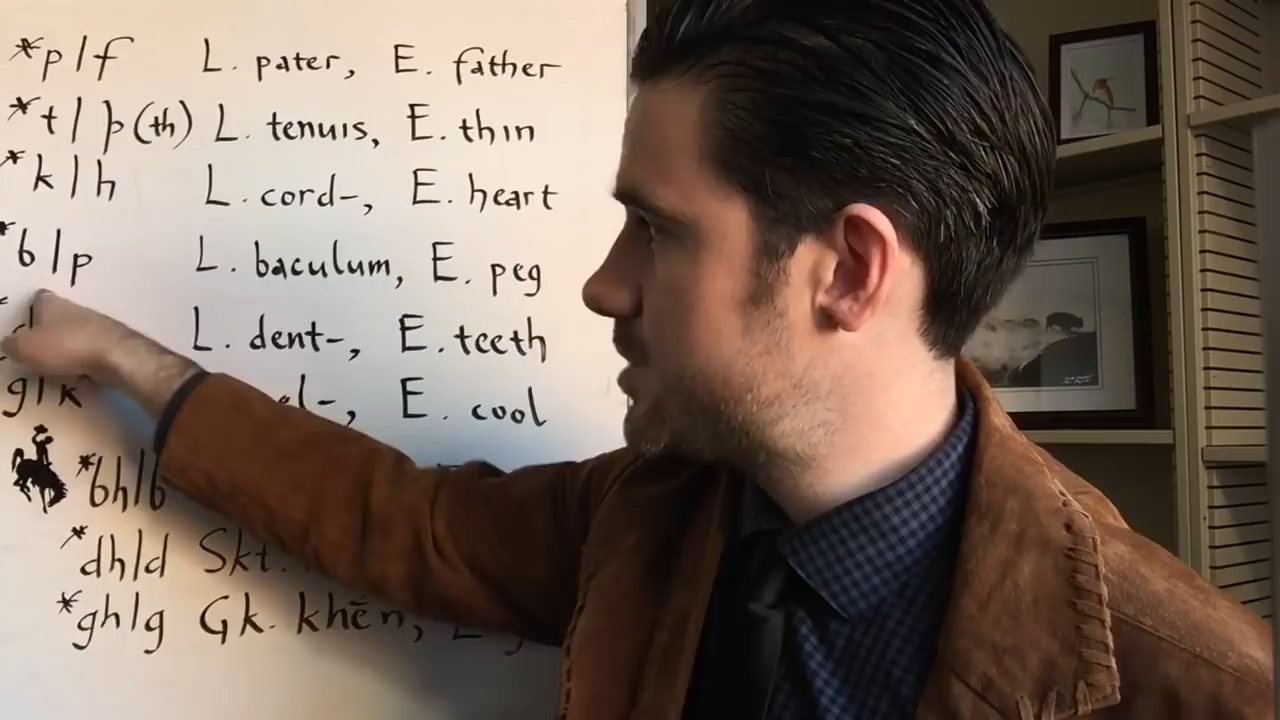 *p/f L. pater, E. father
*t/þ(th) L. tenuis, E. thin
*k/h L. cord-, E. heart
*b/p L. baculum, E. peg
L. dent-, E. teeth
g/k E. cool
*bh/b
*dh/d Skt.
*gh/g Gk. khēn,